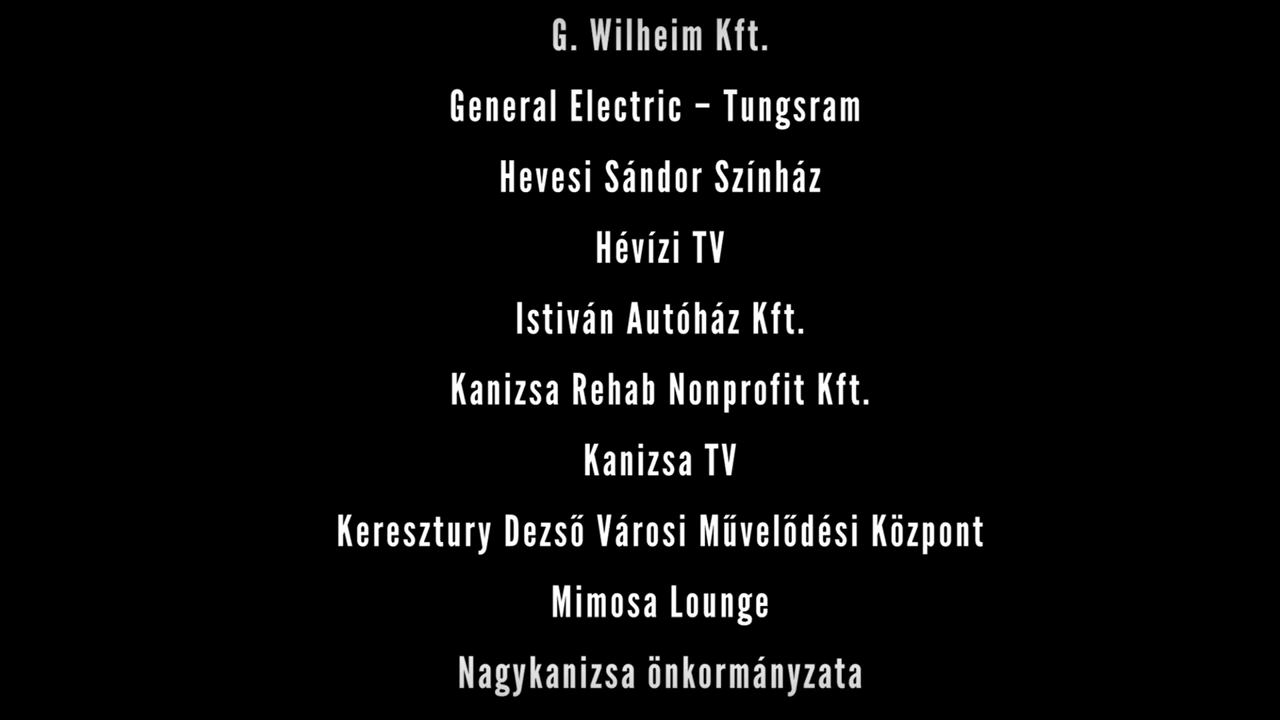 G. Wilheim Kft.
General Electric – Tungsram
Hevesi Sándor Színház
Hévízi TV
Istiván Autóház Kft.
Kanizsa Rehab Nonprofit Kft.
Kanizsa TV
Keresztury Dezső Városi Művelődési Központ
Mimosa Lounge
Nagykanizsa önkormányzata